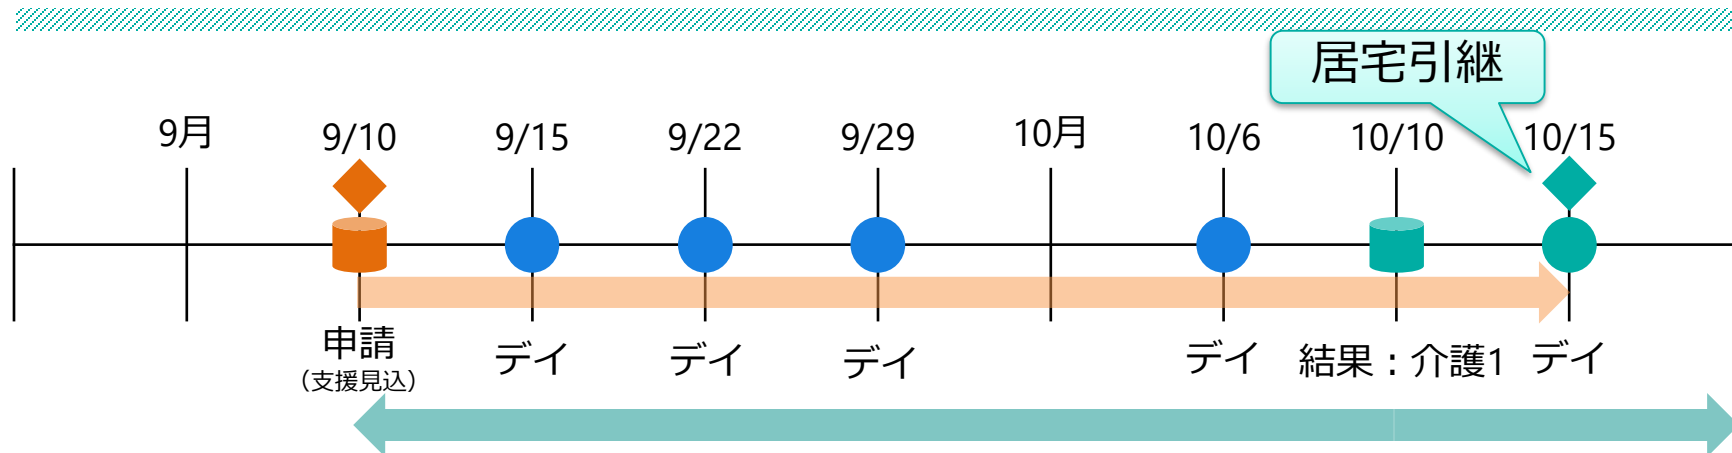 居宅引継
9月
9/10
9/15
9/22
9/29
10月
10/6
10/10
10/15
申請
（支援見込）
デイ
デイ
デイ
デイ
結果：介護1
デイ